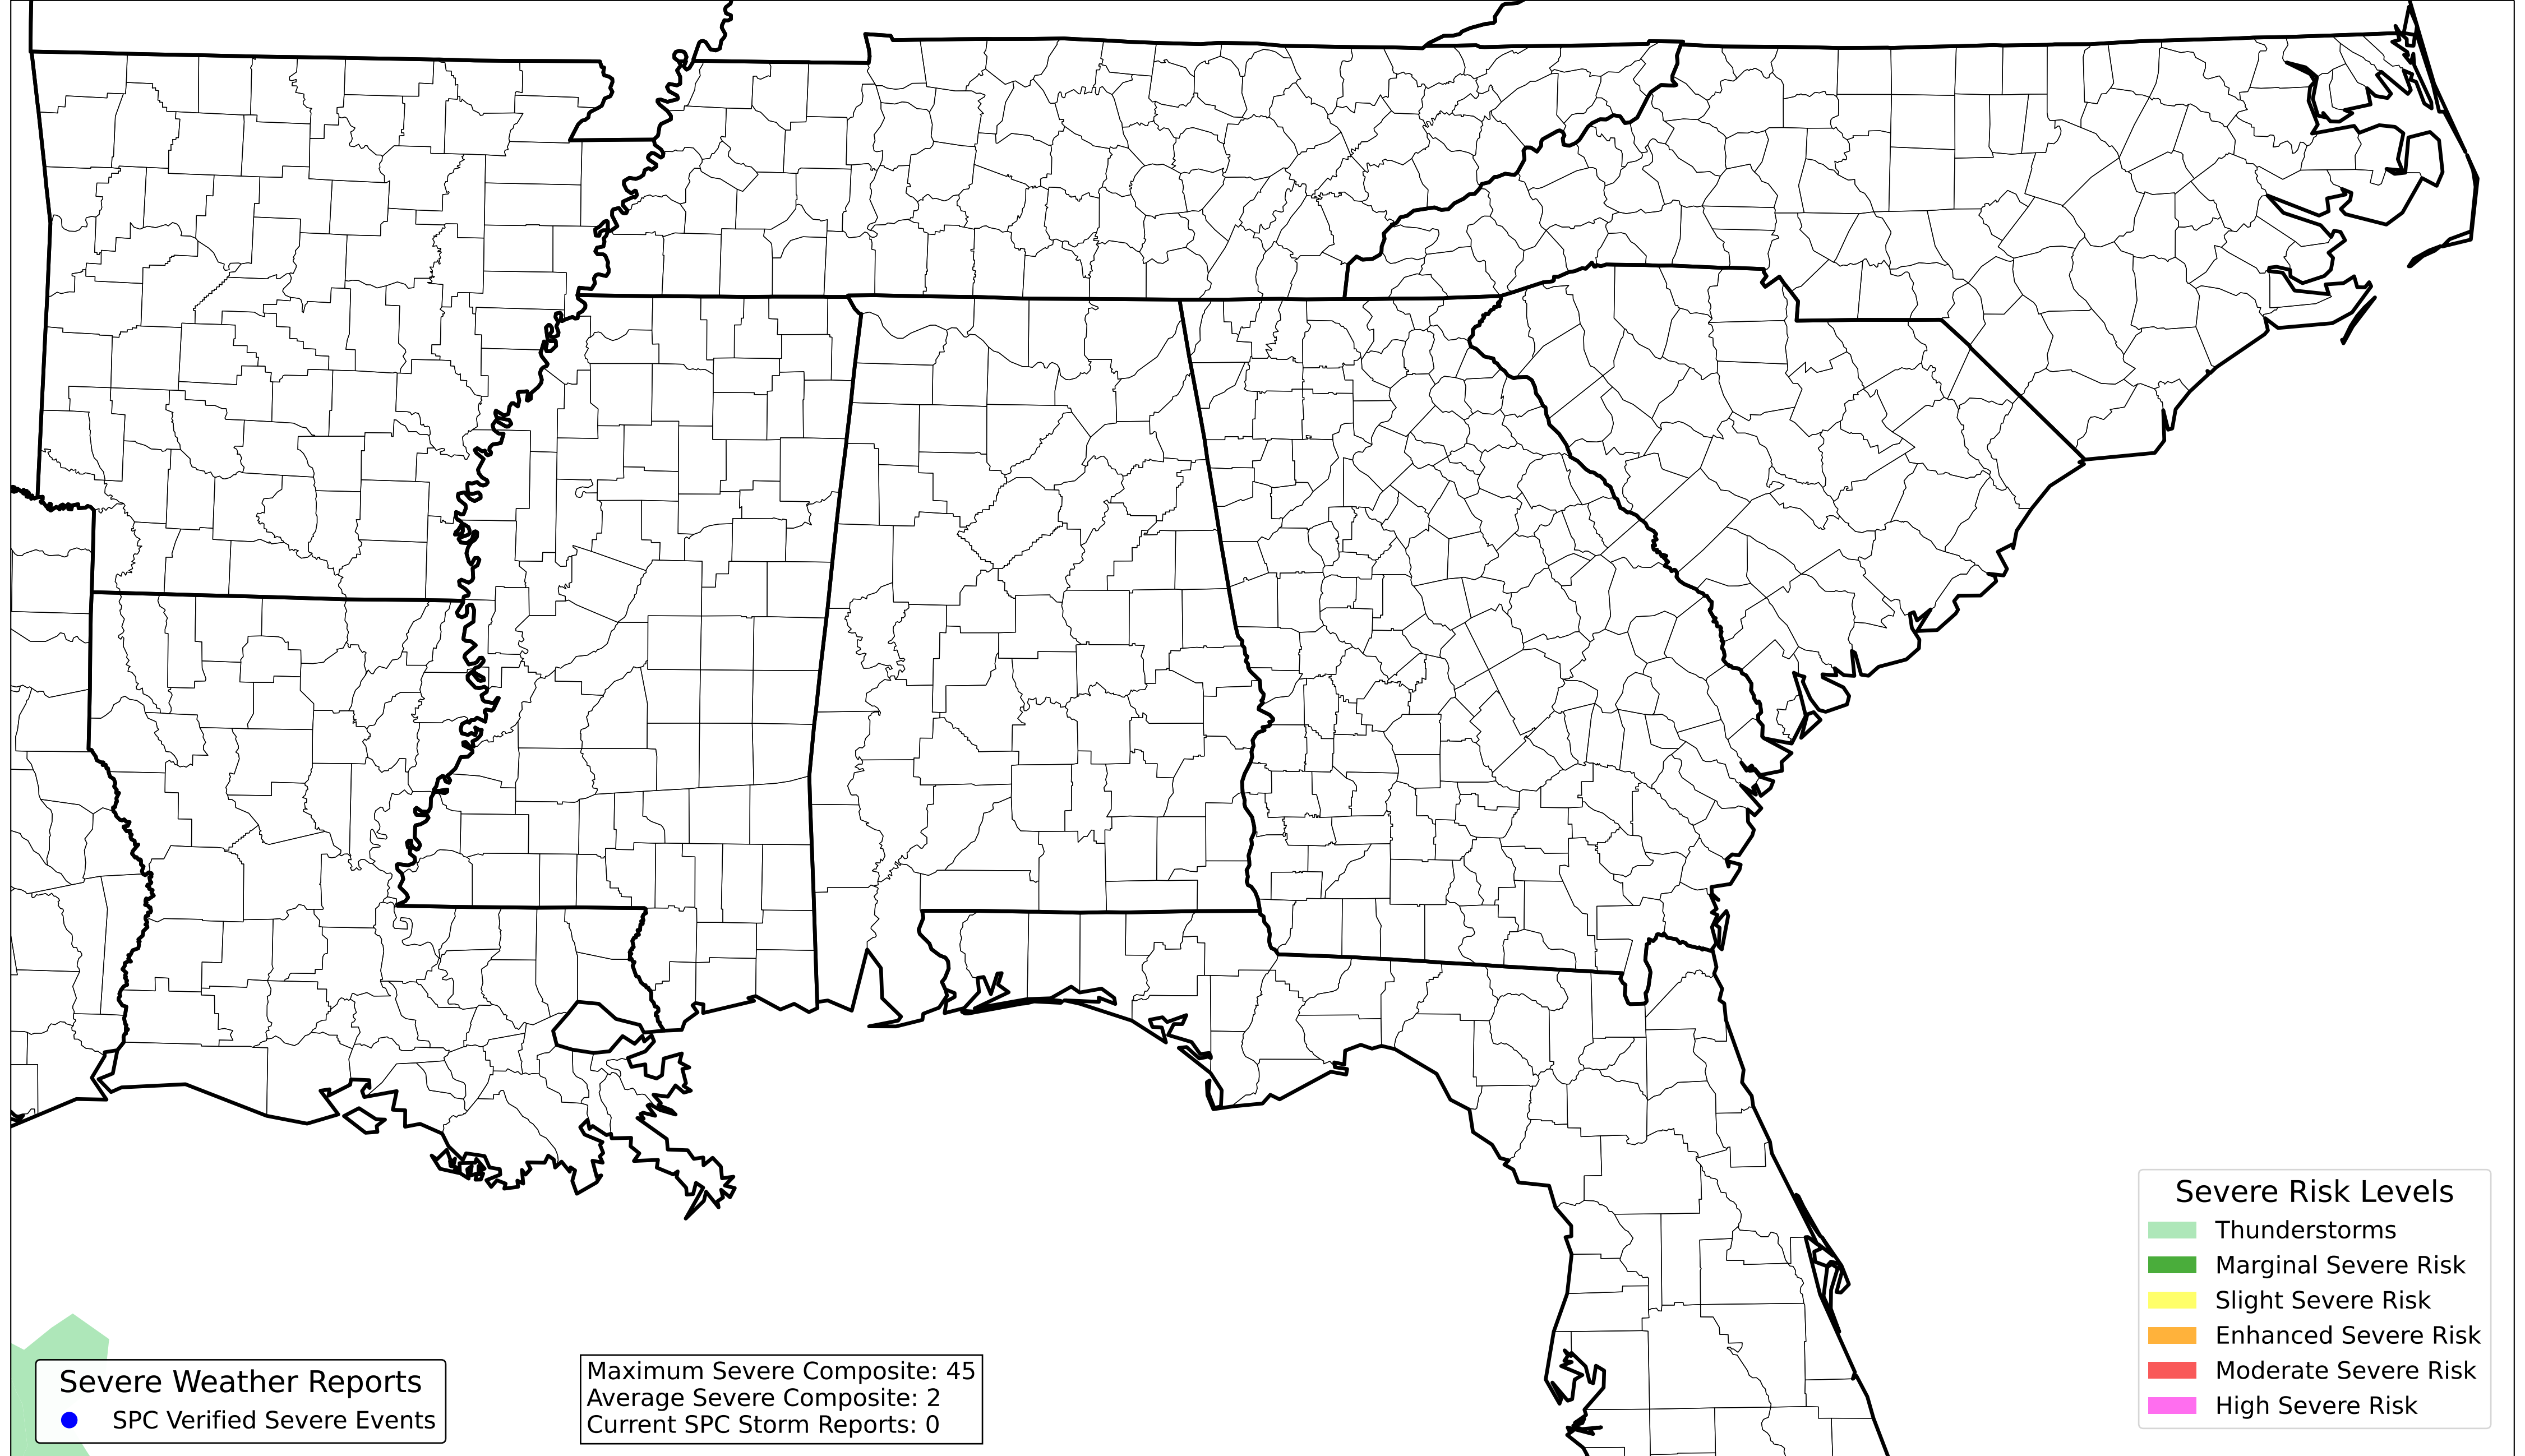 Severe Weather Reports
SPC Verified Severe Events
Maximum Severe Composite: 45
Average Severe Composite: 2
Current SPC Storm Reports: 0
Severe Risk Levels
Thunderstorms
Marginal Severe Risk
Slight Severe Risk
Enhanced Severe Risk
Moderate Severe Risk
High Severe Risk